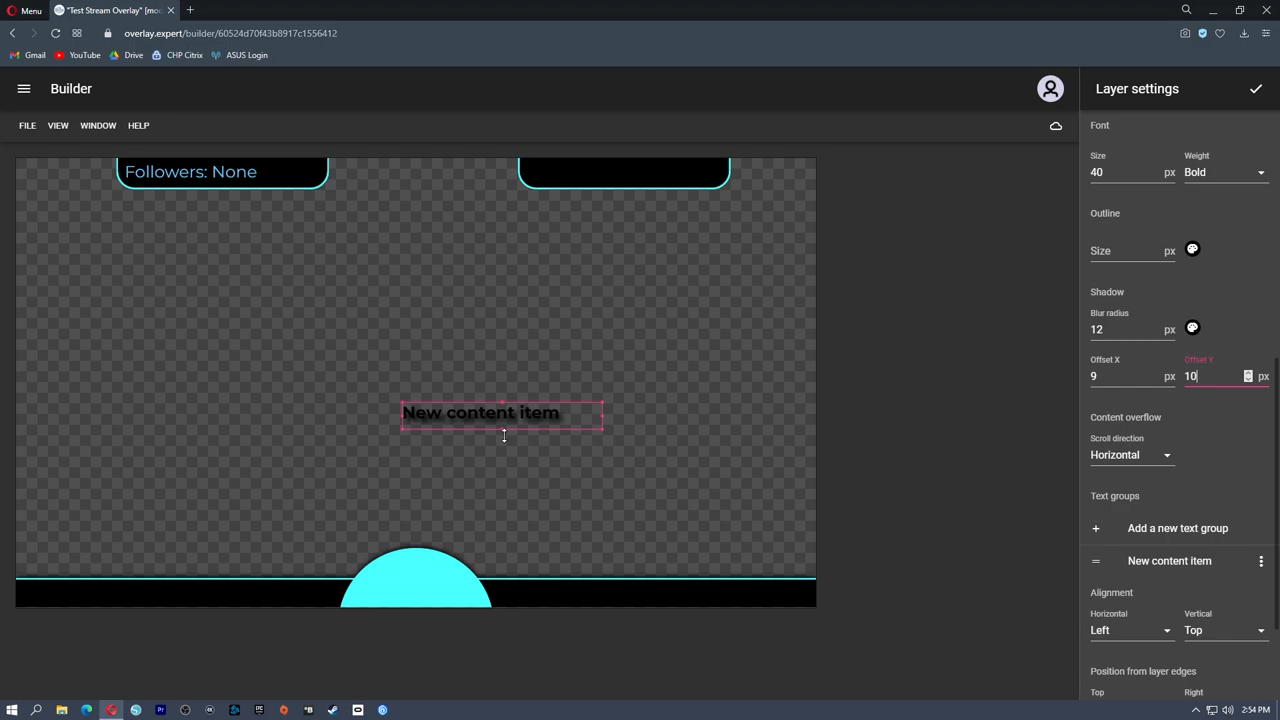 Menu
"Test Stream Overlay" [mod
overlay.expert/builder/60524d70f43b8917c1556412
Gmail YouTube Drive CHP Citrix ASUS Login
Builder
FILE VIEW WINDOW HELP
Followers: None
New content item
Layer settings
Font
Size Weight
40 px Bold
Outline
Size px
Shadow
Blur radius
12 px
Offset X Offset Y
9 px 10 px
Content overflow
Scroll direction
Horizontal
Text groups
+ Add a new text group
New content item
Alignment
Horizontal Vertical
Left Top
Position from layer edges
Top Right
2:54 PM